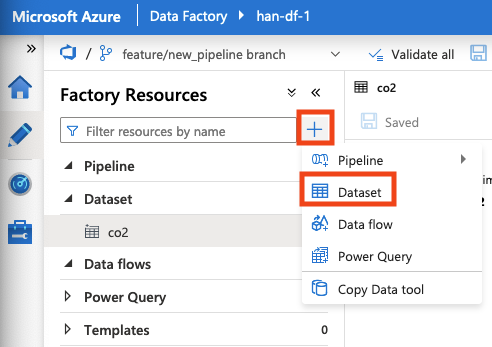 Microsoft Azure Data Factory han-df-1
feature/new_pipeline branch Validate all
Factory Resources
co2
Filter resources by name
Saved
Pipeline
Dataset
co2
Data flows
Power Query
Templates 0
Pipeline
Dataset
Data flow
Power Query
Copy Data tool